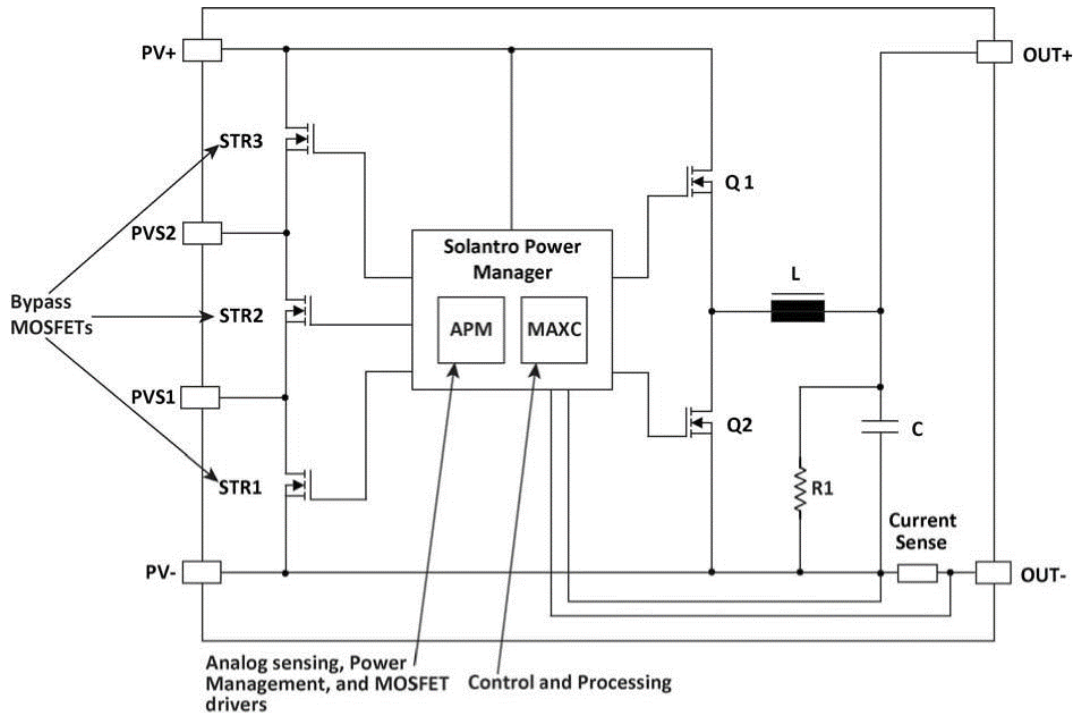 PV+
OUT+
STR3
Q 1
PVS2
Solantro Power
Manager
L
Bypass
MOSFETs
STR2
APM
MAXC
PVS1
Q2
C
STR1
R1
Current
Sense
PV-
OUT-
Analog sensing, Power
Management, and MOSFET
drivers
Control and Processing